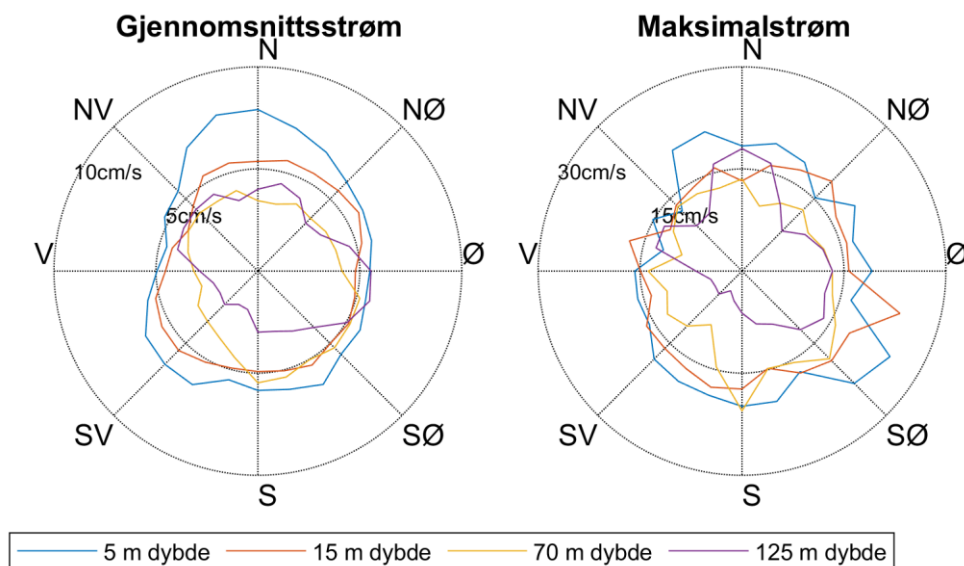 Gjennomsnittsstrøm
N
NV
NØ
10cm/s
5cm/s
V
Ø
SV
SØ
S
Maksimalstrøm
N
NV
NØ
30cm/s
15cm/s
V
Ø
SV
SØ
S
5 m dybde
15 m dybde
70 m dybde
125 m dybde